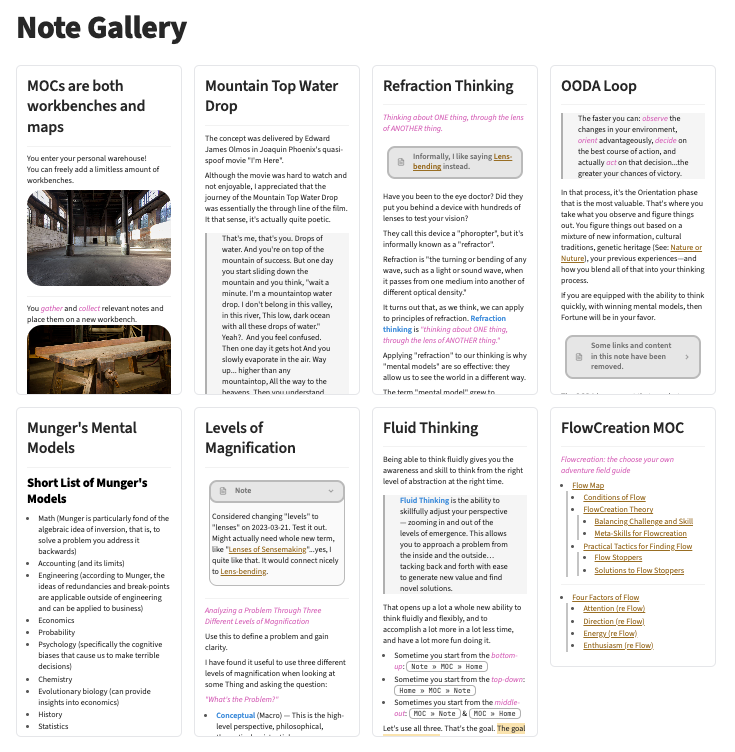 Note Gallery
MOCs are both
workbenches and
maps
You enter your personal warehouse!
You can freely add a limitless amount of
workbenches.
You gather and collect relevant notes and
place them on a new workbench.
Mountain Top Water
Drop
The concept was delivered by Edward
James Olmos in Joaquin Phoenix's quasi-
spoof movie "I'm Here".
Although the movie was hard to watch and
not enjoyable, I appreciated that the
journey of the Mountain Top Water Drop
was essentially the through line of the film.
It that sense, it's actually quite poetic.
That's me, that's you. Drops of
water. And you're on top of the
mountain of success. But one day
you start sliding down the
mountain and you think, "wait a
minute. I'm a mountaintop water
drop. I don't belong in this valley,
in this river, This low, dark ocean
with all these drops of water."
Yeah?. And you feel confused.
Then one day it gets hot And you
slowly evaporate in the air. Way
up... higher than any
mountaintop, All the way to the
heavens. Then you understand
Refraction Thinking
Thinking about ONE thing, through the lens
of ANOTHER thing.
Informally, I like saying Lens-
bending instead.
Have you been to the eye doctor? Did they
put you behind a device with hundreds of
lenses to test your vision?
They call this device a "phoropter", but it's
informally known as a "refractor".
Refraction is "the turning or bending of any
wave, such as a light or sound wave, when
it passes from one medium into another of
different optical density."
It turns out that, as we think, we can apply
to principles of refraction. Refraction
thinking is "thinking about ONE thing,
through the lens of ANOTHER thing."
Applying "refraction" to our thinking is why
"mental models" are so effective: they
allow us to see the world in a different way.
The term "mental model" grew to
OODA Loop
The faster you can: observe the
changes in your environment,
orient advantageously, decide on
the best course of action, and
actually act on that decision...the
greater your chances of victory.
In that process, it's the Orientation phase
that is the most valuable. That's where you
take what you observe and figure things
out. You figure things out based on a
mixture of new information, cultural
traditions, genetic heritage (See: Nature or
Nuture), your previous experiences—and
how you blend all of that into your thinking
process.
If you are equipped with the ability to think
quickly, with winning mental models, then
Fortune will be in your favor.
Some links and content
in this note have been
removed.
Munger's Mental
Models
Short List of Munger's
Models
Math (Munger is particularly fond of the
algebraic idea of inversion, that is, to
solve a problem you address it
backwards)
Accounting (and its limits)
Engineering (according to Munger, the
ideas of redundancies and break-points
are applicable outside of engineering
and can be applied to business)
Economics
Probability
Psychology (specifically the cognitive
biases that cause us to make terrible
decisions)
Chemistry
Evolutionary biology (can provide
insights into economics)
History
Statistics
Levels of
Magnification
Note
Considered changing "levels" to
"lenses" on 2023-03-21. Test it out.
Might actually need whole new term,
like "Lenses of Sensemaking"...yes, I
quite like that. It would connect nicely
to Lens-bending.
Analyzing a Problem Through Three
Different Levels of Magnification
Use this to define a problem and gain
clarity.
I have found it useful to use three different
levels of magnification when looking at
some Thing and asking the question:
"What's the Problem?"
Conceptual (Macro) — This is the high-
level perspective, philosophical,
Fluid Thinking
Being able to think fluidly gives you the
awareness and skill to think from the right
level of abstraction at the right time.
Fluid Thinking is the ability to
skillfully adjust your perspective
— zooming in and out of the
levels of emergence. This allows
you to approach a problem from
the inside and the outside...
tacking back and forth with ease
to generate new value and find
novel solutions.
That opens up a lot a whole new ability to
think fluidly and flexibly, and to
accomplish a lot more in a lot less time,
and have a lot more fun doing it.
Sometime you start from the bottom-
up: Note » MOC » Home
Sometime you start from the top-down:
Home » MOC » Note
Sometimes you start from the middle-
out: MOC » Note & MOC » Home
Let's use all three. That's the goal. The goal
FlowCreation MOC
Flowcreation: the choose your own
adventure field guide
Flow Map
Conditions of Flow
FlowCreation Theory
Balancing Challenge and Skill
Meta-Skills for Flowcreation
Practical Tactics for Finding Flow
Flow Stoppers
Solutions to Flow Stoppers
Four Factors of Flow
Attention (re Flow)
Direction (re Flow)
Energy (re Flow)
Enthusiasm (re Flow)